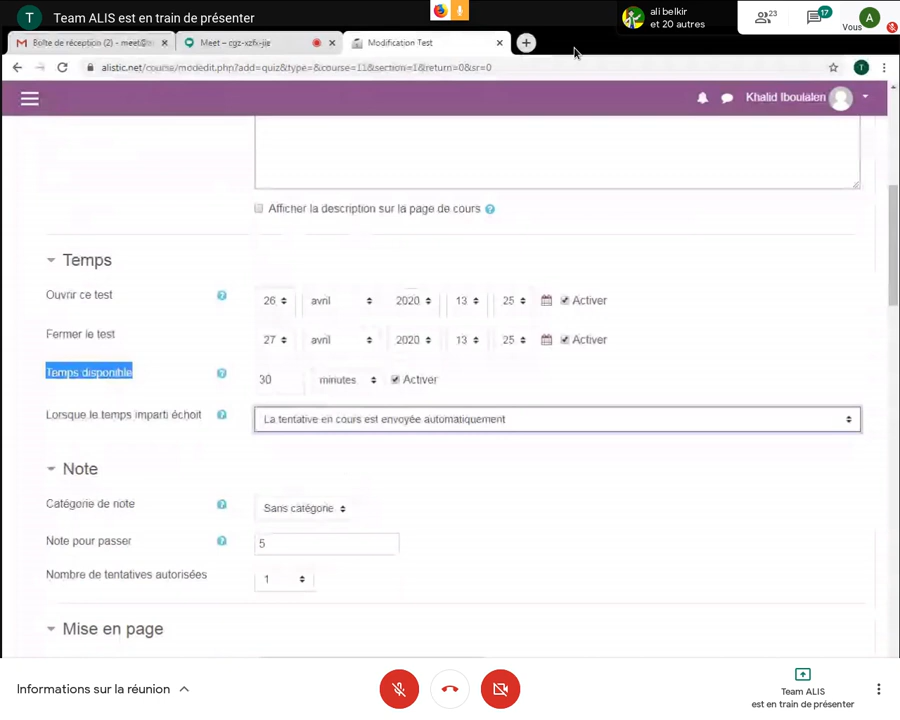 T Team ALIS est en train de présenter
ali belkir
et 20 autres
23
17
Vous
A
Boîte de réception (2) - meet@
Meet – cgz-xzfx-jie
Modification Test
alistic.net/course/modedit.php?add=quiz&type=&course=11&section=1&return=0&sr=0
T
Khalid Iboulalen
Afficher la description sur la page de cours
Temps
Ouvrir ce test
26 avril 2020 13 25 Activer
Fermer le test
27 avril 2020 13 25 Activer
Temps disponible
30 minutes Activer
Lorsque le temps imparti échoit
La tentative en cours est envoyée automatiquement
Note
Catégorie de note
Sans catégorie
Note pour passer
5
Nombre de tentatives autorisées
1
Mise en page
Informations sur la réunion
Team ALIS
est en train de présenter